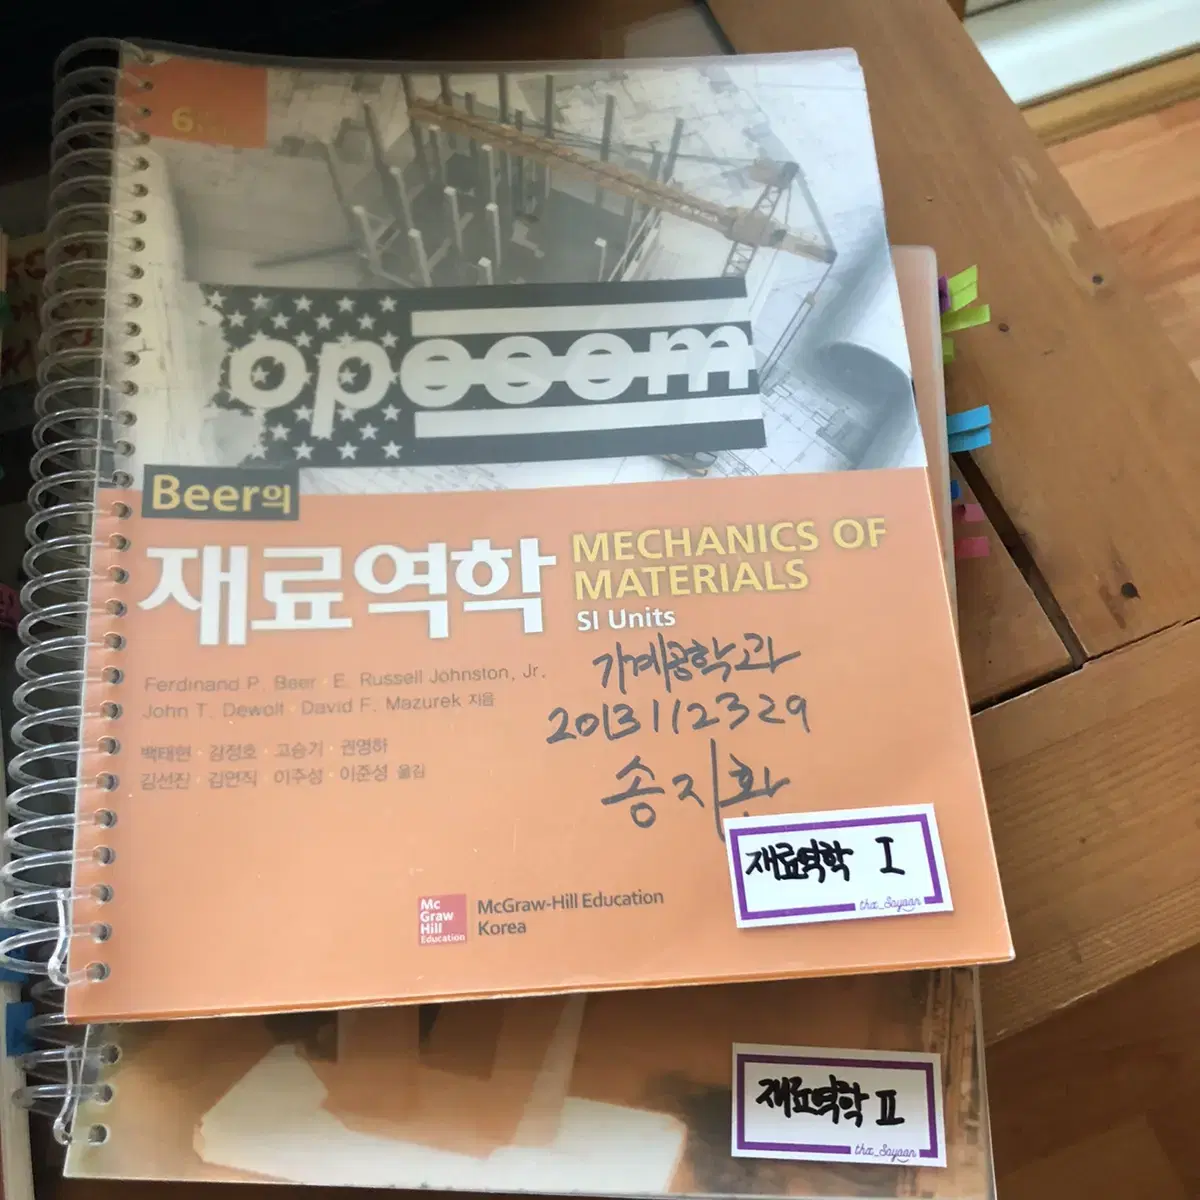 6
opesom
Beer의
재료역학
MECHANICS OF
MATERIALS
SI Units
Ferdinand P. Beer · E. Russell Johnston, Jr.
John T. Dewolf · David F. Mazurek 지음
백태현 · 감정호 · 고승기 · 권영하
김선진 · 김연직 · 이주성 · 이준성 옮김
기계공학과
2013112329
송지환
Mc
Graw
Hill
Education
McGraw-Hill Education
Korea
재료역학 I
재료역학 II